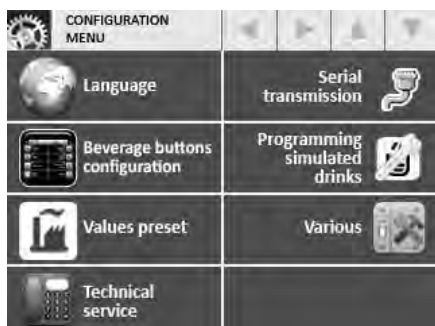 CONFIGURATION
MENU
Language
Serial
transmission
Beverage buttons
configuration
Programming
simulated
drinks
Values preset
Various
Technical
service